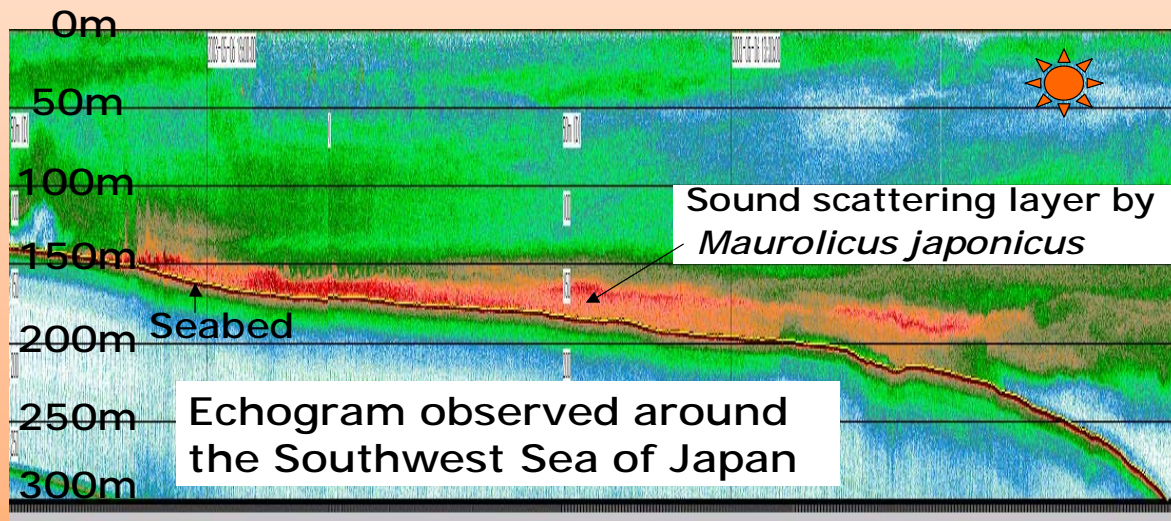 0m
50m
100m
Sound scattering layer by
Maurolicus japonicus
150m
Seabed
200m
Echogram observed around
the Southwest Sea of Japan
250m
300m